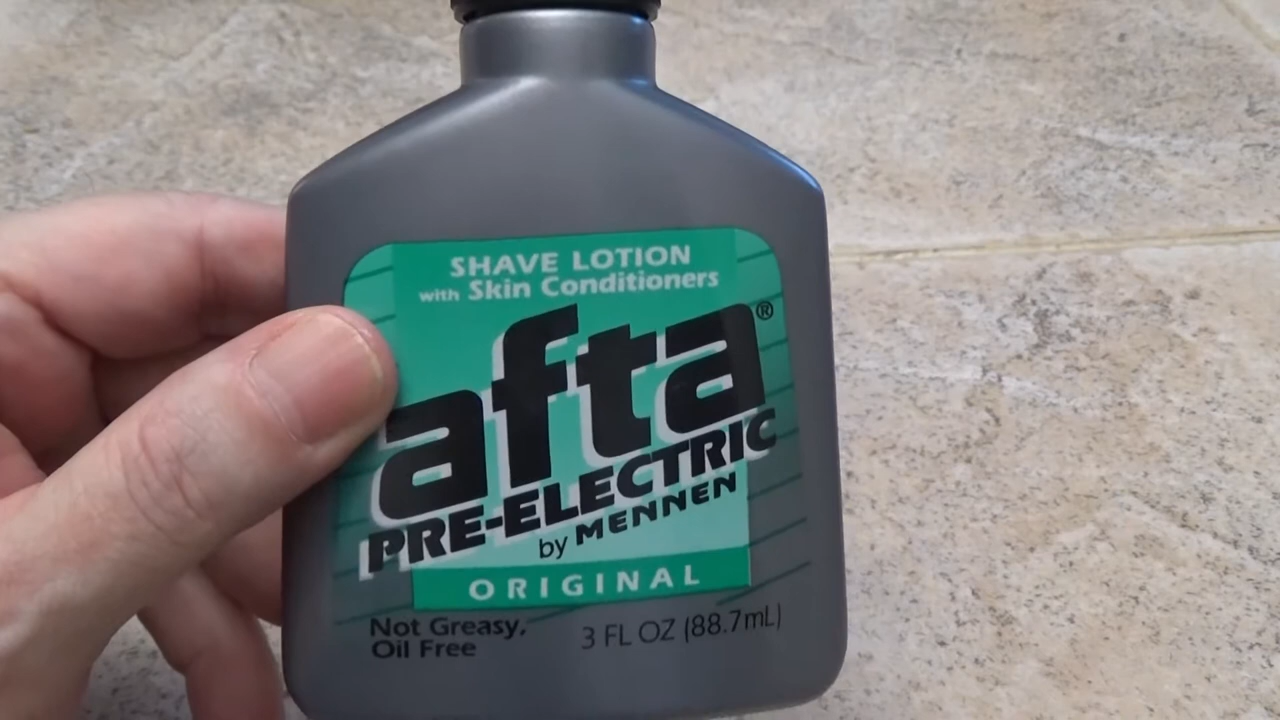 SHAVE LOTION
with Skin Conditioners
afta®
PRE-ELECTRIC
by MENNEN
ORIGINAL
Not Greasy,
Oil Free
3 FL OZ (88.7mL)